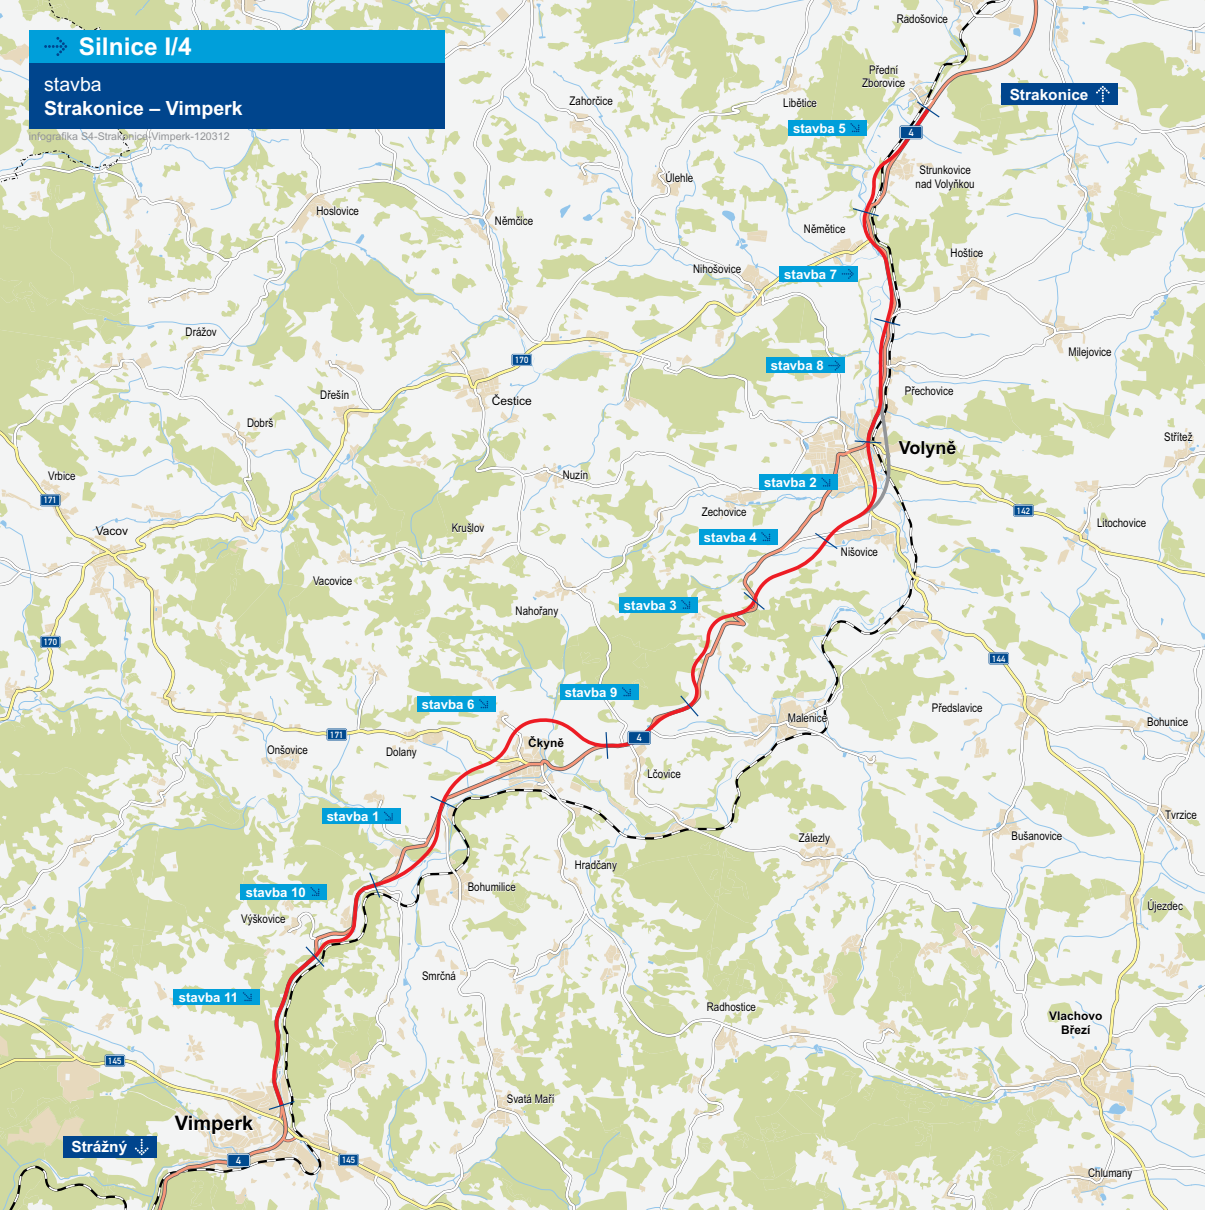 Silnice I/4
stavba
Strakonice – Vimperk
Infografika S4-Strakonice-Vimperk-120312
Radošovice
Přední
Zborovice
Strakonice
Zahorčice
Libětice
stavba 5
4
Strunkovice
nad Volyňkou
Úlehle
Hoslovice
Němčice
Němětice
Hoštice
Nihošovice
stavba 7
Drážov
170
Milejovice
stavba 8
Dřešín
Čestice
Přechovice
Dobrš
Volyně
Střítež
Vrbice
Nuzín
stavba 2
171
Zechovice
142
Litochovice
Vacov
Krušlov
stavba 4
Nišovice
Vacovice
Nahořany
stavba 3
170
144
stavba 6
stavba 9
Předslavice
Malenice
Bohunice
171
4
Onšovice
Dolany
Čkyně
Lčovice
stavba 1
Tvrzice
Zálezly
Bušanovice
Hradčany
stavba 10
Bohumilice
Výškovice
Újezdec
Smrčná
stavba 11
Radhostice
Vlachovo
Březí
145
Svatá Maří
Vimperk
Strážný
4
145
Chlumany